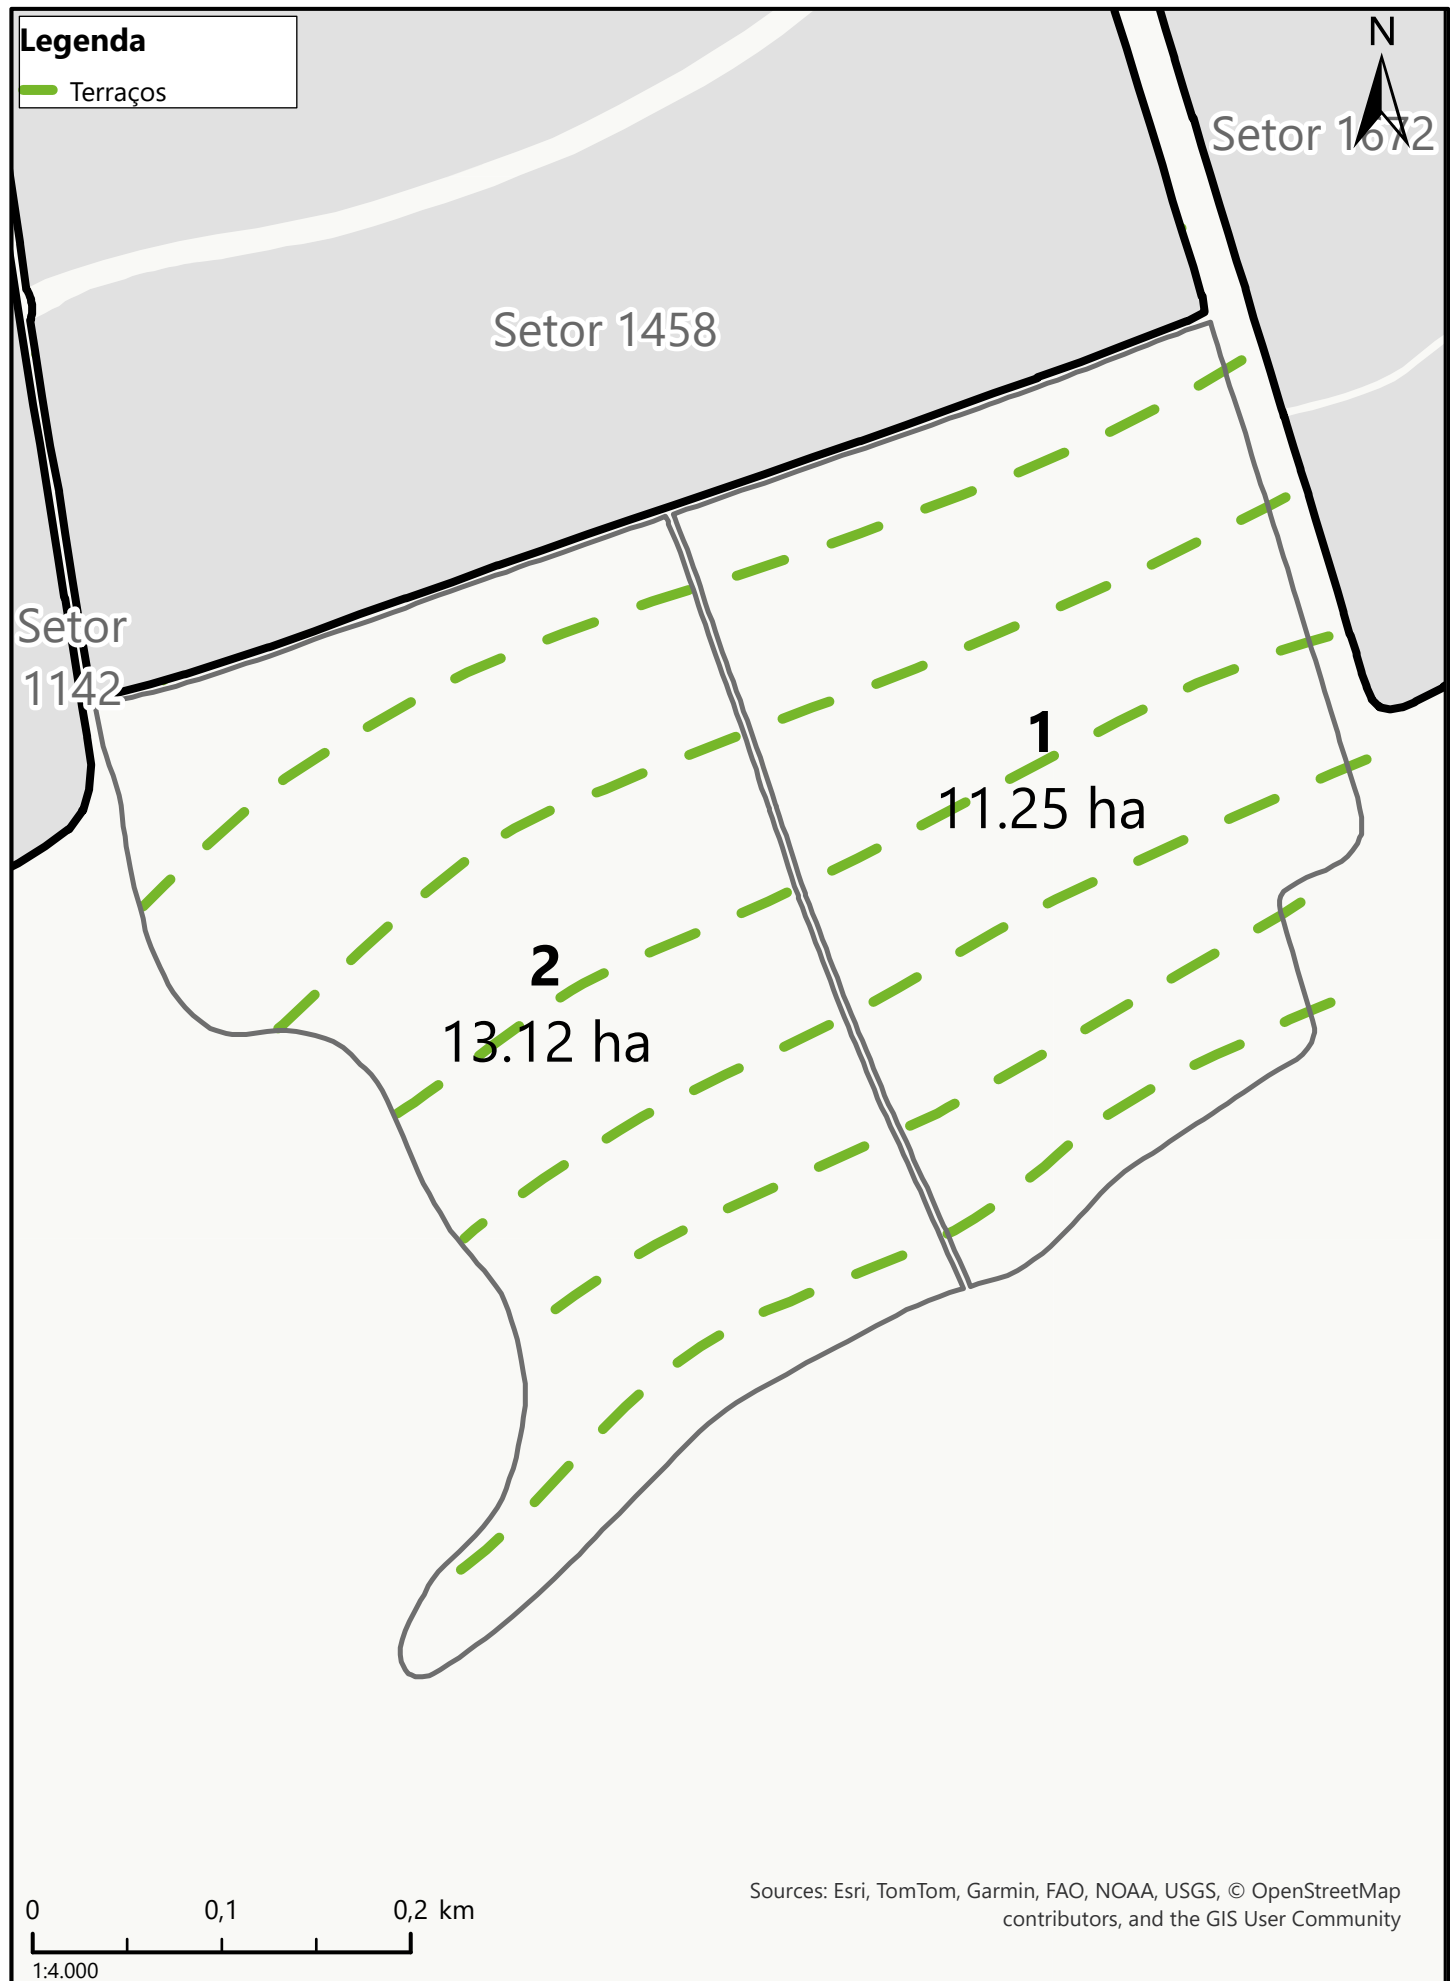 Legenda
Terraços
N
Setor 1672
Setor 1458
Setor
1142
1
11.25 ha
2
13.12 ha
Sources: Esri, TomTom, Garmin, FAO, NOAA, USGS, © OpenStreetMap
contributors, and the GIS User Community
0 0,1 0,2 km
1:4.000